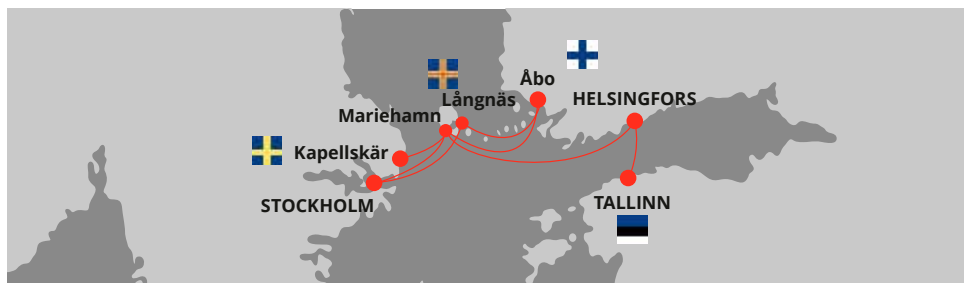 Åbo
HELSINGFORS
Långnäs
Mariehamn
Kapellskär
STOCKHOLM
TALLINN